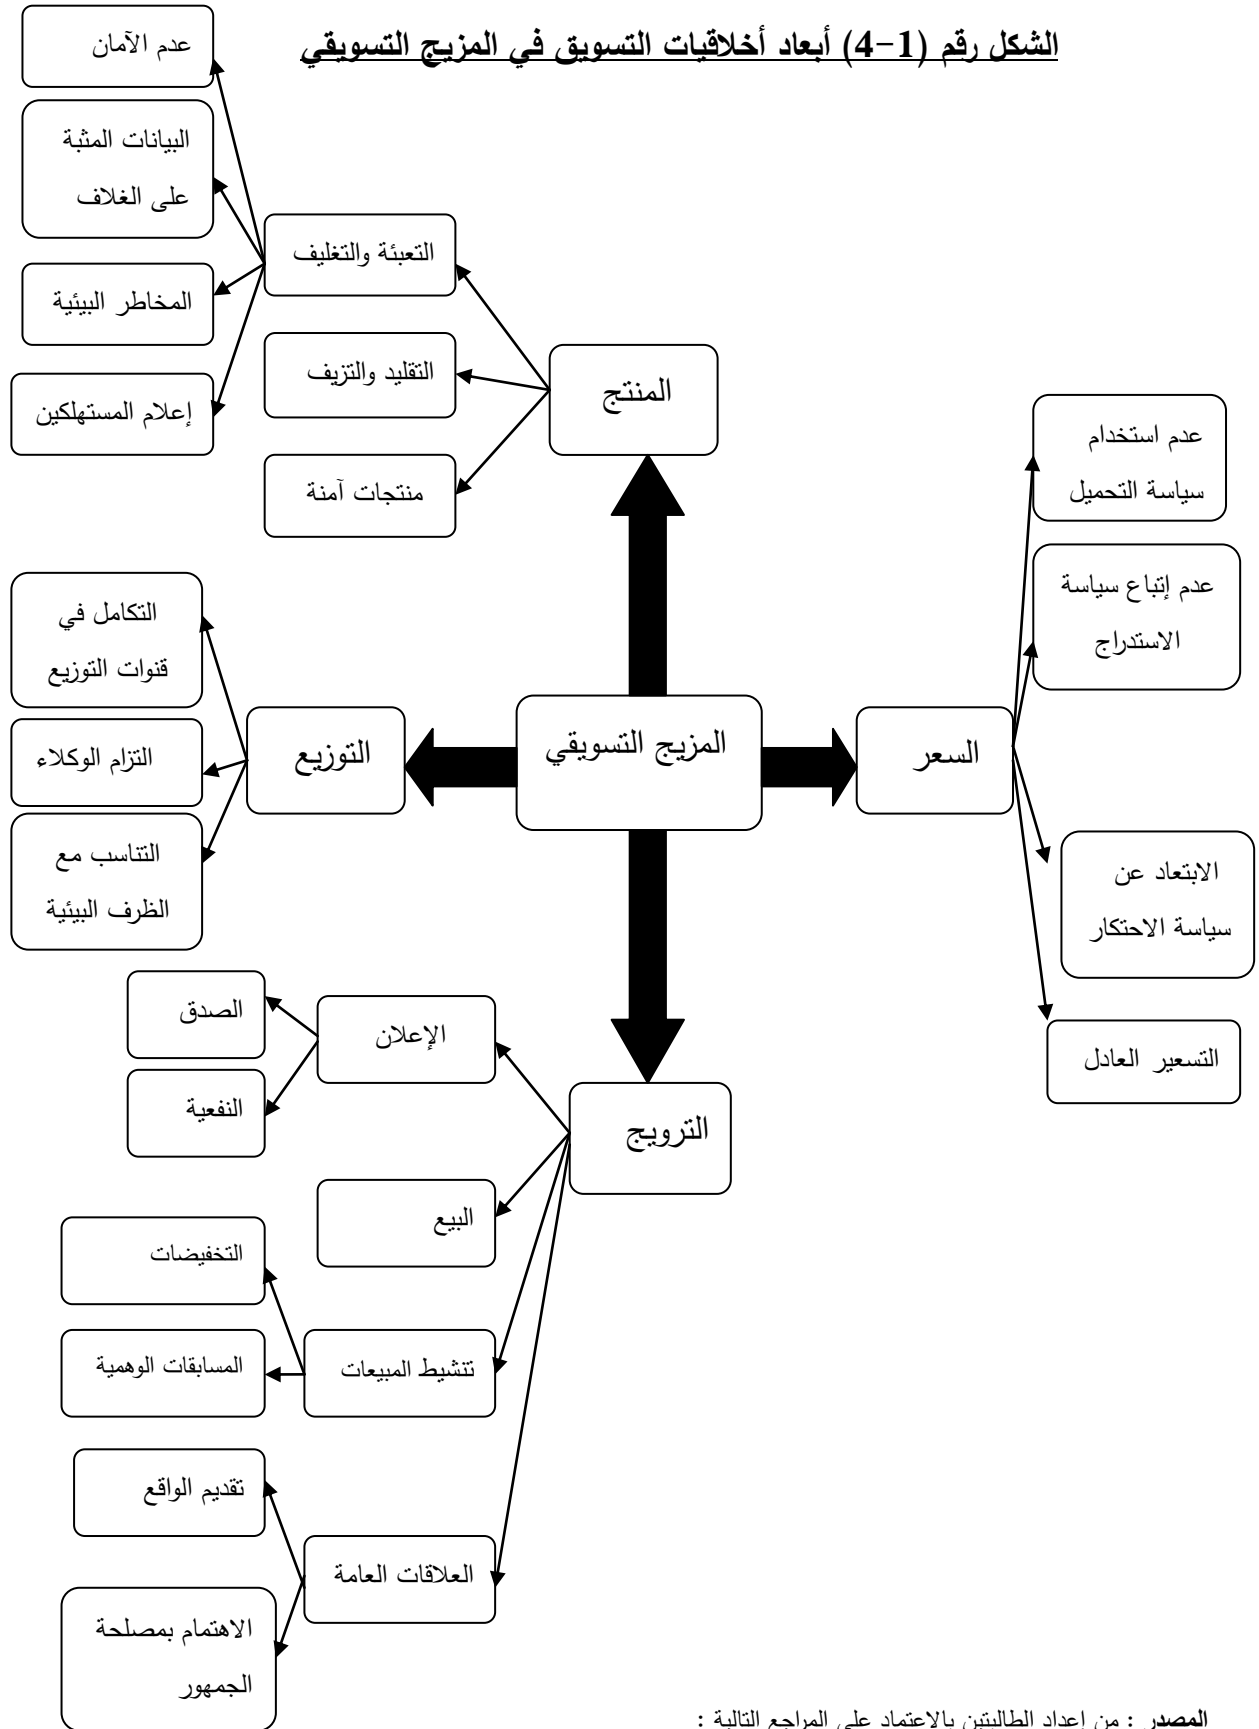 الشكل رقم (1-4) أبعاد أخلاقيات التسويق في المزيج التسويقي
عدم الآمان
البيانات المثبة
على الغلاف
المخاطر البيئية
إعلام المستهلكين
التعبئة والتغليف
التقليد والتزيف
منتجات آمنة
المنتج
عدم استخدام
سياسة التحميل
عدم إتباع سياسة
الاستدراج
السعر
الابتعاد عن
سياسة الاحتكار
التسعير العادل
المزيج التسويقي
التوزيع
التكامل في
قنوات التوزيع
التزام الوكلاء
التناسب مع
الظرف البيئية
الترويج
الإعلان
الصدق
النفعية
البيع
تنشيط المبيعات
التخفيضات
المسابقات الوهمية
العلاقات العامة
تقديم الواقع
الاهتمام بمصلحة
الجمهور
المصدر : من إعداد الطالبتين بالاعتماد على المراجع التالية :